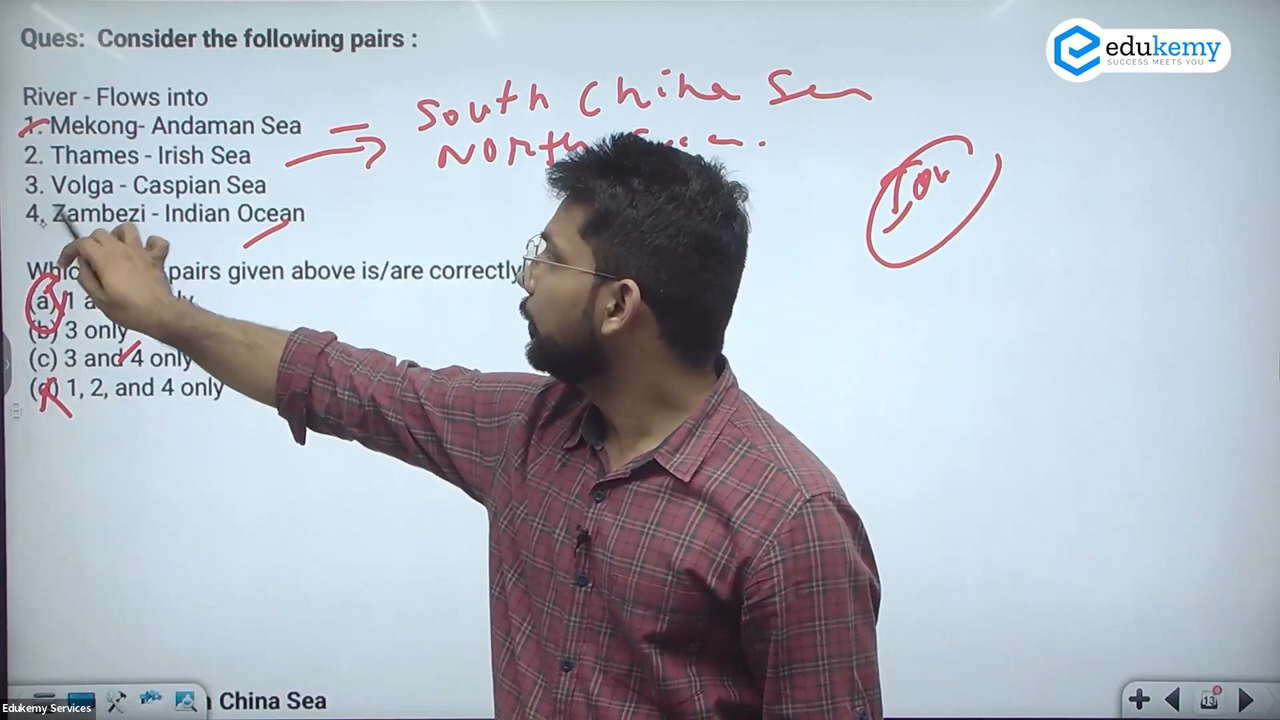 Ques: Consider the following pairs :
edukemy
SUCCESS MEETS YOU
River - Flows into
1. Mekong- Andaman Sea
South China Sea
2. Thames - Irish Sea
North
3. Volga - Caspian Sea
4. Zambezi - Indian Ocean
pairs given above is/are correctly
(a) 1
(b) 3 only
(c) 3 and 4 only
1, 2, and 4 only
China Sea
Edukemy Services
13